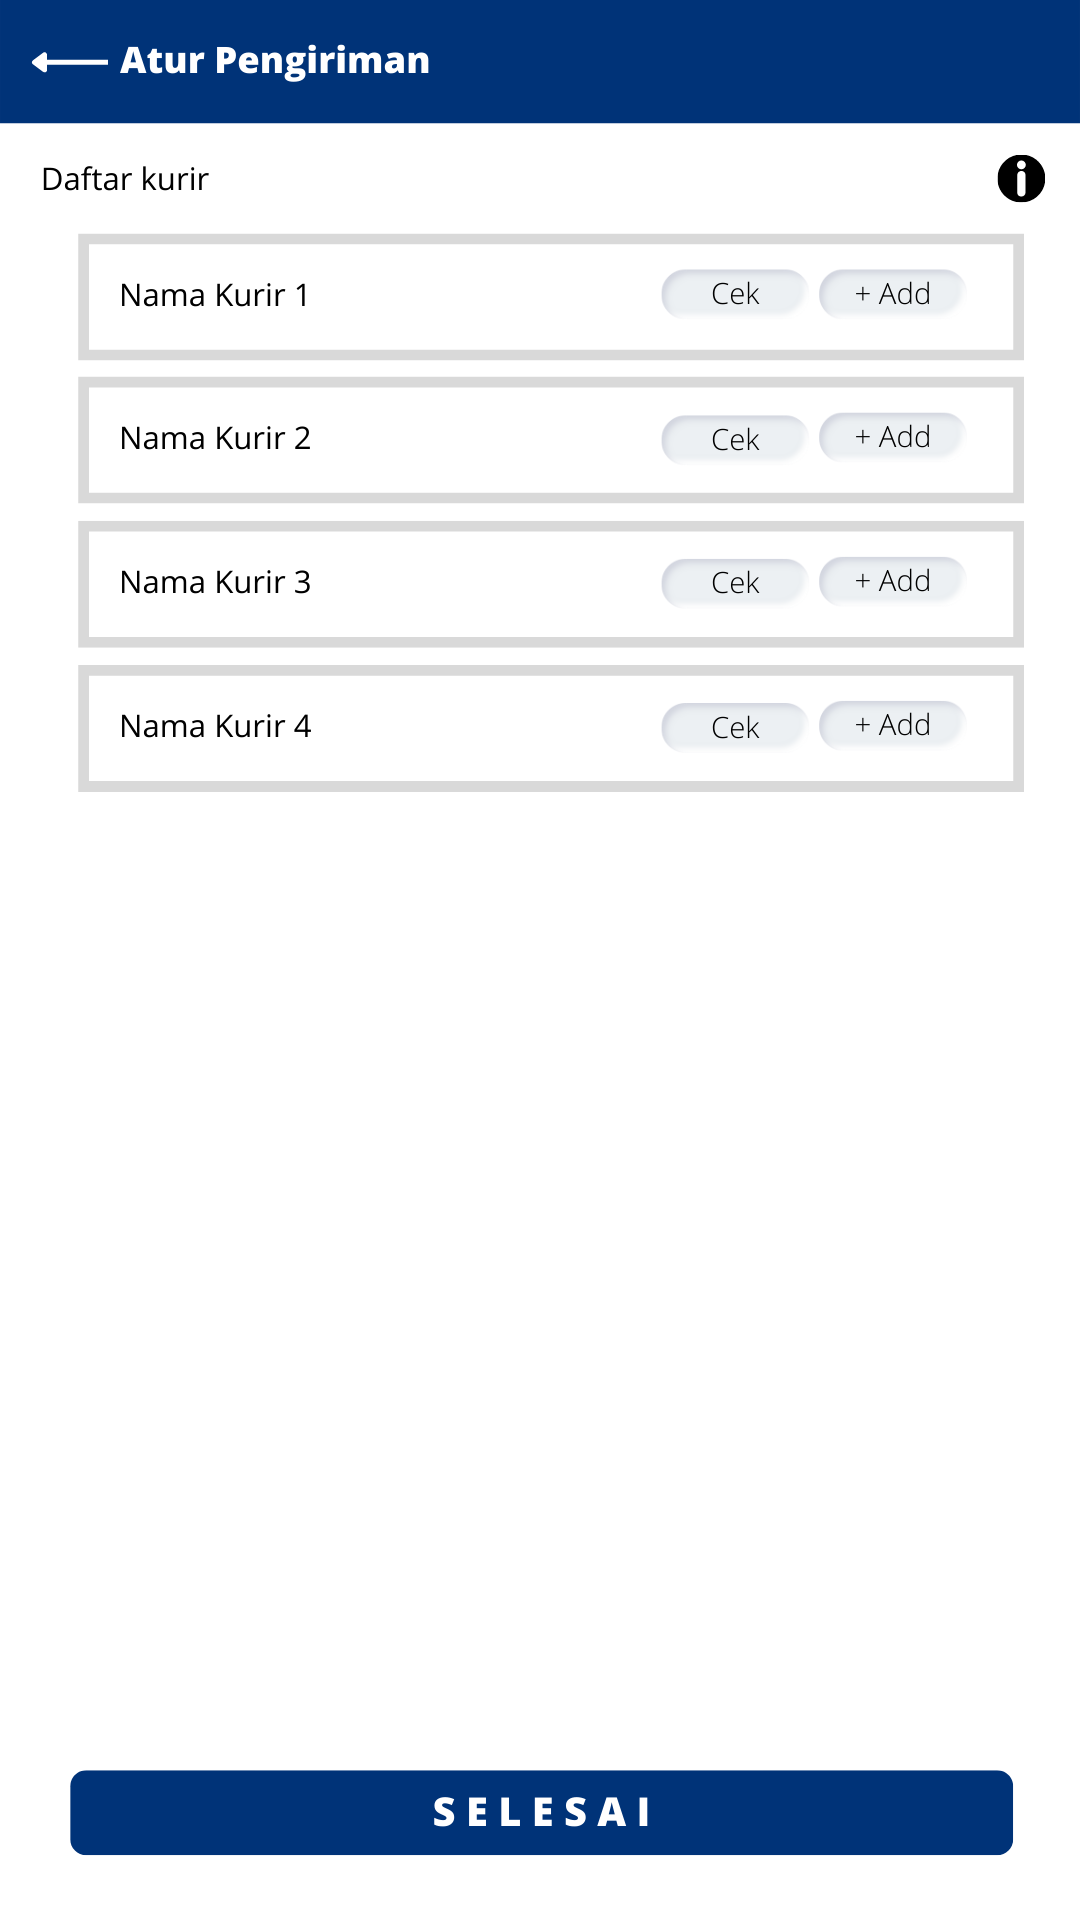 Atur Pengiriman
Daftar kurir
Nama Kurir 1 Cek + Add
Nama Kurir 2 Cek + Add
Nama Kurir 3 Cek + Add
Nama Kurir 4 Cek + Add
SELESAI